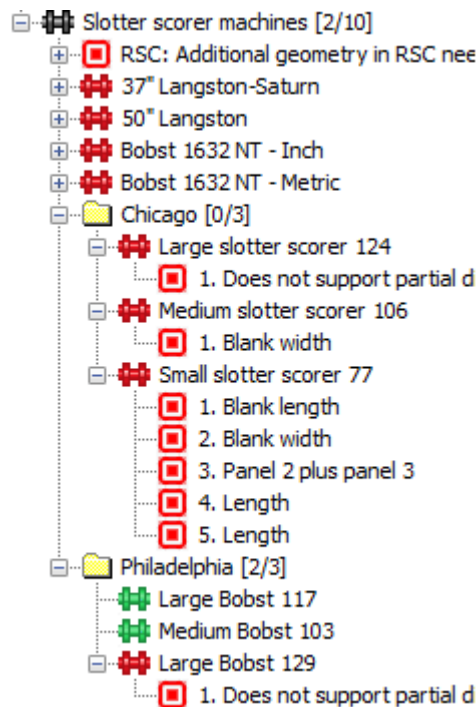 Slotter scorer machines [2/10]
RSC: Additional geometry in RSC
37" Langston-Saturn
50" Langston
Bobst 1632 NT - Inch
Bobst 1632 NT - Metric
Chicago [0/3]
Large slotter scorer 124
1. Does not support partial
Medium slotter scorer 106
1. Blank width
Small slotter scorer 77
1. Blank length
2. Blank width
3. Panel 2 plus panel 3
4. Length
5. Length
Philadelphia [2/3]
Large Bobst 117
Medium Bobst 103
Large Bobst 129
1. Does not support partial